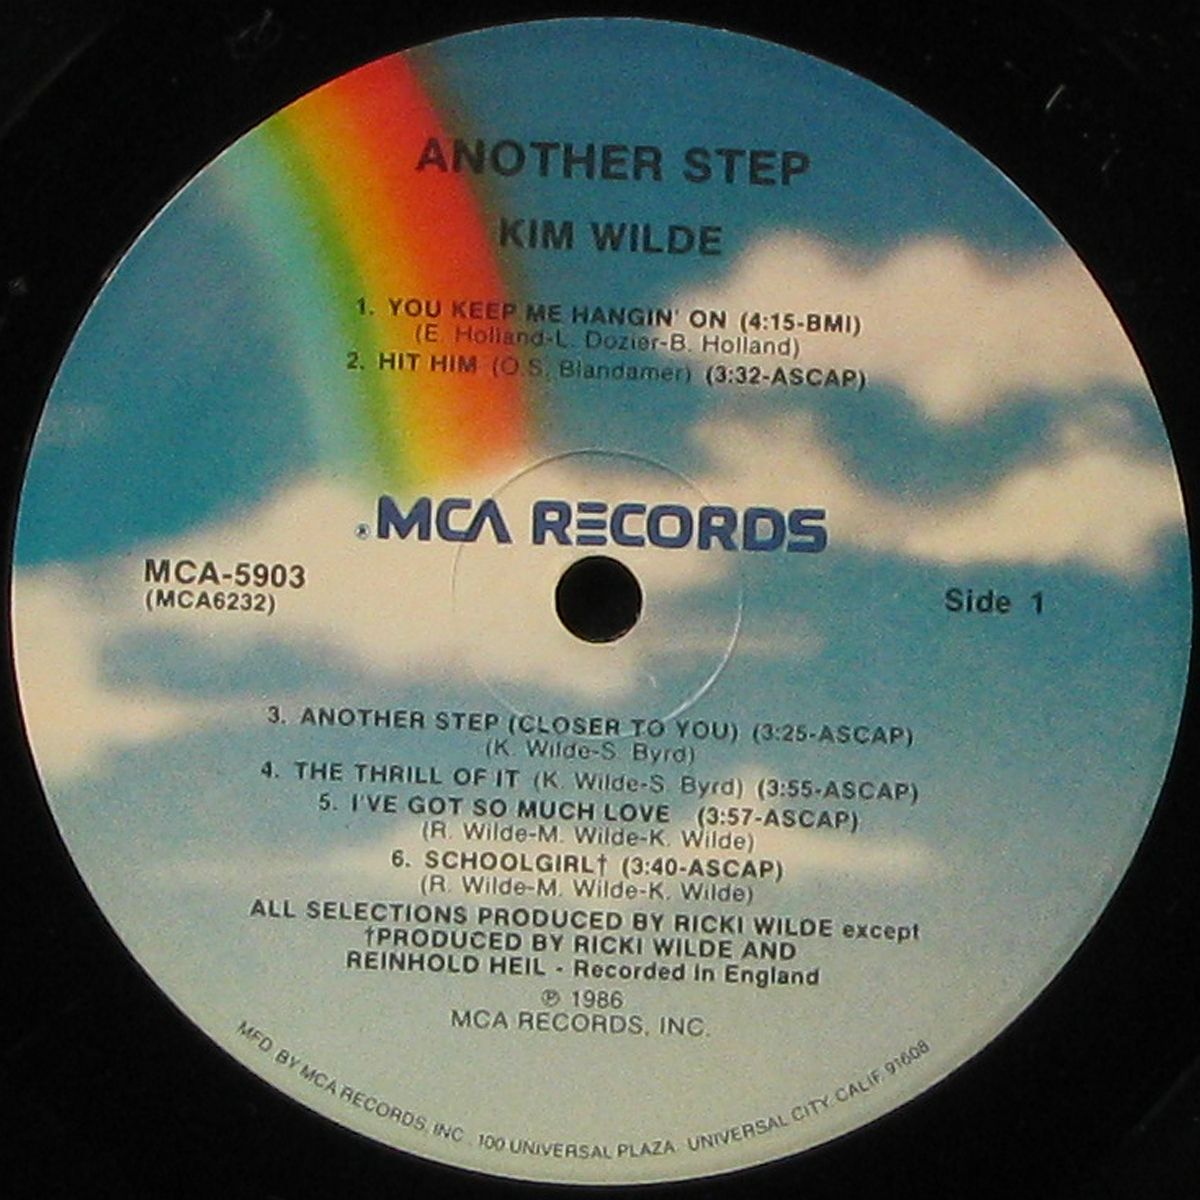 ANOTHER STEP
KIM WILDE
1. YOU KEEP ME HANGIN' ON (4:15-BMI)
(E. Holland-L. Dozier-B. Holland)
2. HIT HIM (O.S. Blandamer) (3:32-ASCAP)
® MCA RECORDS
MCA-5903
(MCA6232)
Side 1
3. ANOTHER STEP (CLOSER TO YOU) (3:25-ASCAP)
(K. Wilde-S. Byrd)
4. THE THRILL OF IT (K. Wilde-S. Byrd) (3:55-ASCAP)
5. I'VE GOT SO MUCH LOVE (3:57-ASCAP)
(R. Wilde-M. Wilde-K. Wilde)
6. SCHOOLGIRL† (3:40-ASCAP)
(R. Wilde-M. Wilde-K. Wilde)
ALL SELECTIONS PRODUCED BY RICKI WILDE except
†PRODUCED BY RICKI WILDE AND
REINHOLD HEIL - Recorded in England
℗ 1986
MCA RECORDS, INC.
MFD. BY MCA RECORDS, INC. 100 UNIVERSAL PLAZA UNIVERSAL CITY. CALIF. 91608